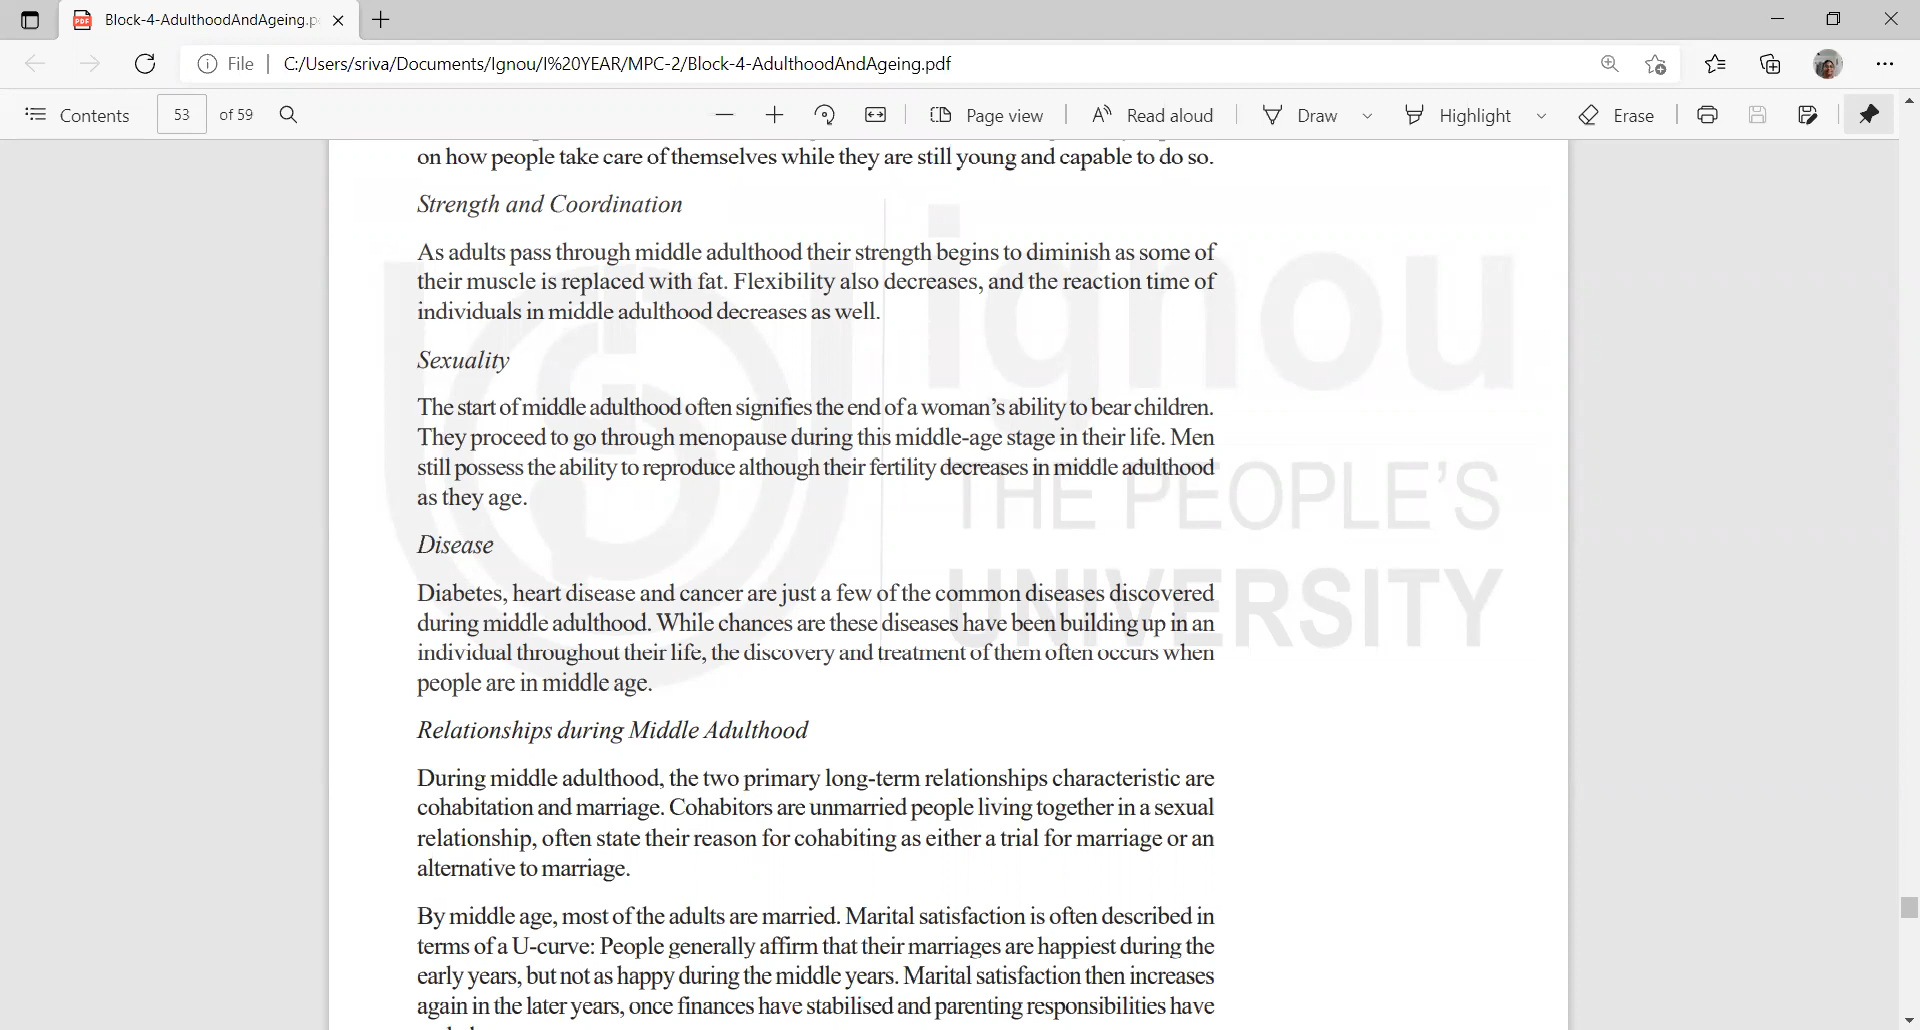 Block-4-AdulthoodAndAgeing.p
File
C:/Users/sriva/Documents/Ignou/I%20YEAR/MPC-2/Block-4-AdulthoodAndAgeing.pdf
Contents 53 of 59 Page view Read aloud Draw Highlight Erase
on how people take care of themselves while they are still young and capable to do so.
Strength and Coordination
As adults pass through middle adulthood their strength begins to diminish as some of
their muscle is replaced with fat. Flexibility also decreases, and the reaction time of
individuals in middle adulthood decreases as well.
Sexuality
The start of middle adulthood often signifies the end of a woman's ability to bear children.
They proceed to go through menopause during this middle-age stage in their life. Men
still possess the ability to reproduce although their fertility decreases in middle adulthood
as they age.
Disease
Diabetes, heart disease and cancer are just a few of the common diseases discovered
during middle adulthood. While chances are these diseases have been building up in an
individual throughout their life, the discovery and treatment of them often occurs when
people are in middle age.
Relationships during Middle Adulthood
During middle adulthood, the two primary long-term relationships characteristic are
cohabitation and marriage. Cohabitors are unmarried people living together in a sexual
relationship, often state their reason for cohabiting as either a trial for marriage or an
alternative to marriage.
By middle age, most of the adults are married. Marital satisfaction is often described in
terms of a U-curve: People generally affirm that their marriages are happiest during the
early years, but not as happy during the middle years. Marital satisfaction then increases
again in the later years, once finances have stabilised and parenting responsibilities have
ignou
THE PEOPLE'S
UNIVERSITY